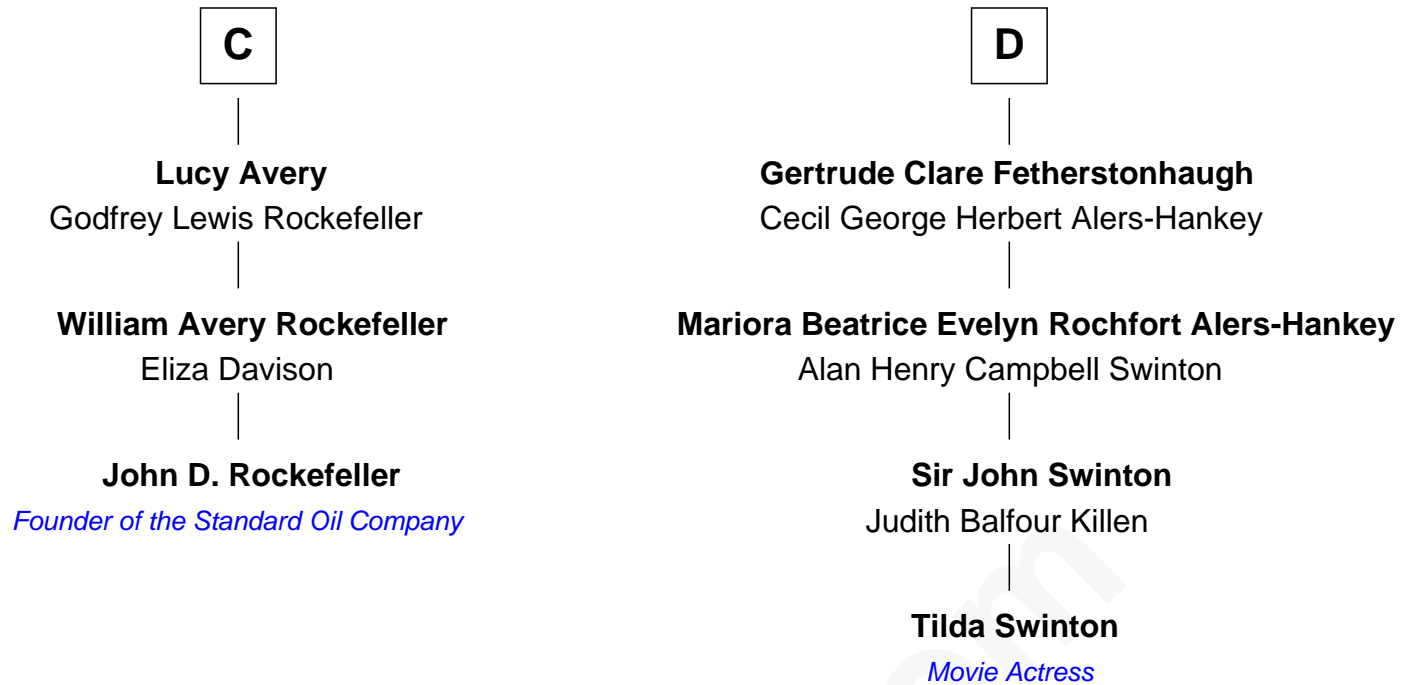 C
Lucy Avery
Godfrey Lewis Rockefeller
William Avery Rockefeller
Eliza Davison
John D. Rockefeller
Founder of the Standard Oil Company
D
Gertrude Clare Fetherstonhaugh
Cecil George Herbert Alers-Hankey
Mariora Beatrice Evelyn Rochfort Alers-Hankey
Alan Henry Campbell Swinton
Sir John Swinton
Judith Balfour Killen
Tilda Swinton
Movie Actress